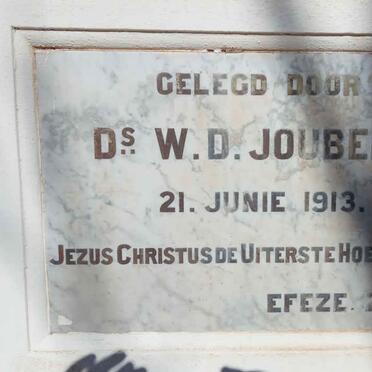 GELEGD DOOR
DS. W. D. JOUBE
21. JUNIE 1913.
JEZUS CHRISTUS DE UITERSTE HOE
EFEZE. 2